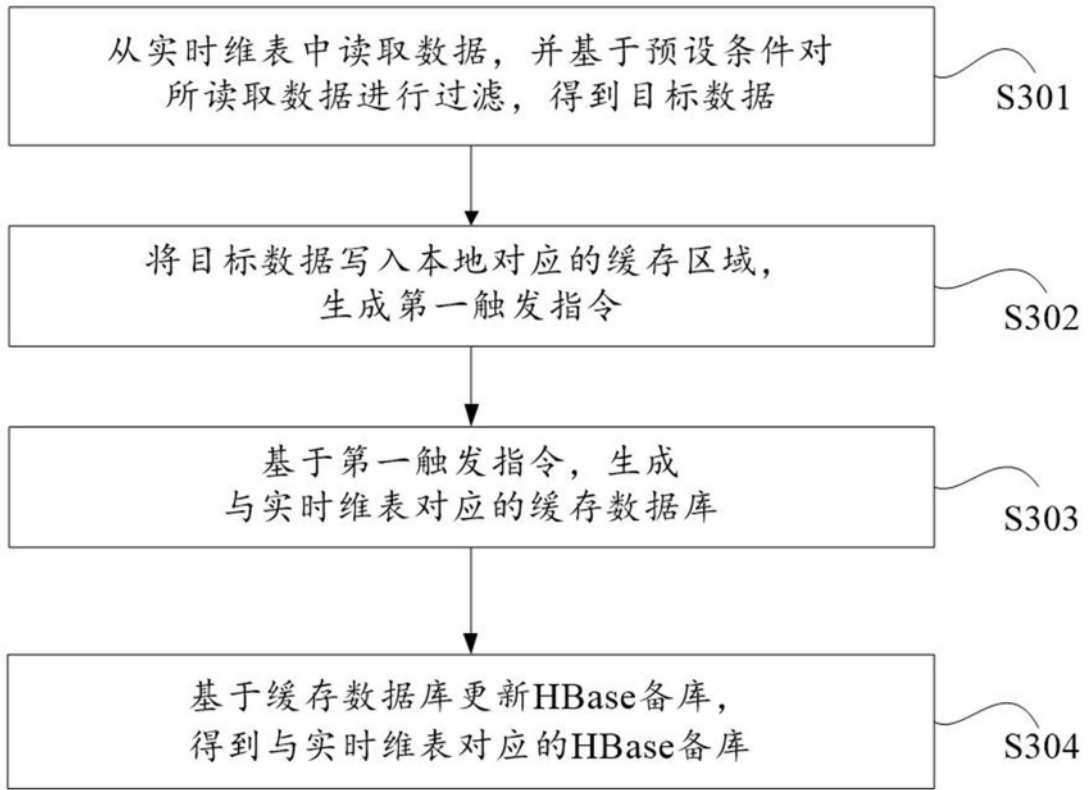 从实时维表中读取数据，并基于预设条件对
所读取数据进行过滤，得到目标数据
S301
将目标数据写入本地对应的缓存区域，
生成第一触发指令
S302
基于第一触发指令，生成
与实时维表对应的缓存数据库
S303
基于缓存数据库更新HBase备库，
得到与实时维表对应的HBase备库
S304